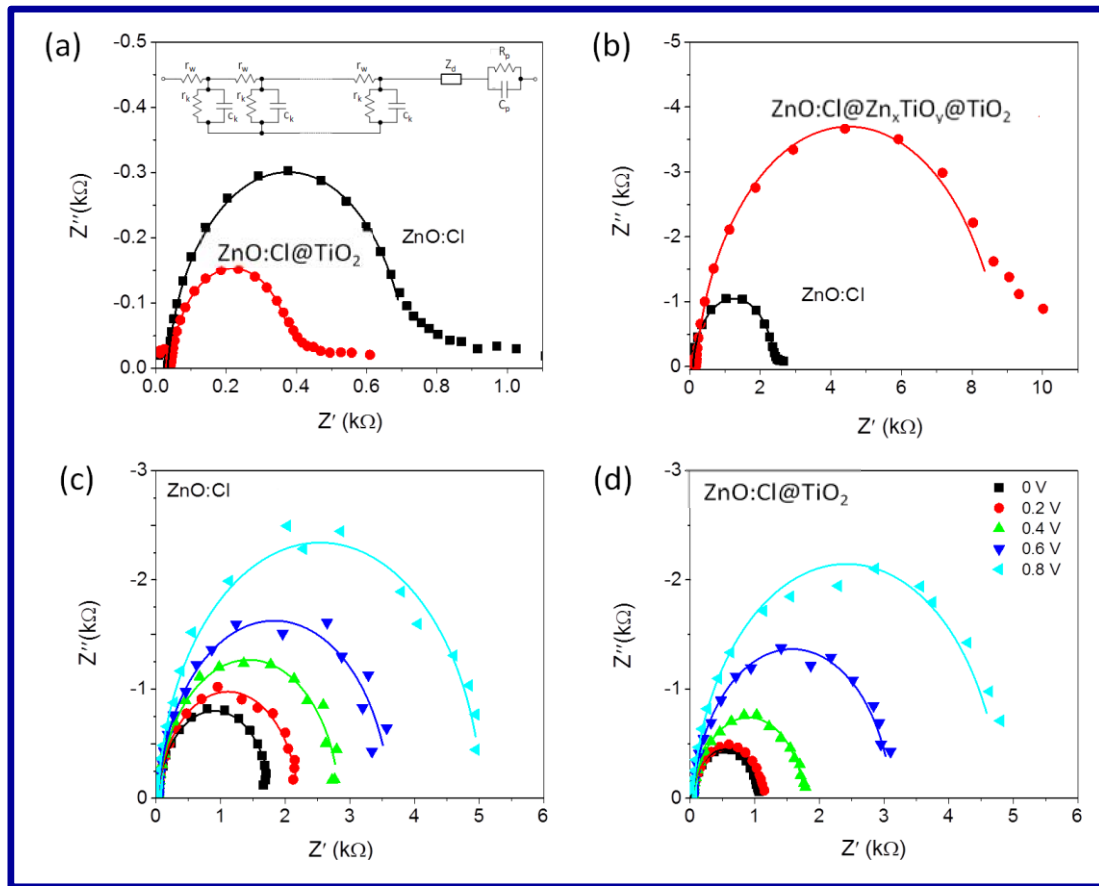 (a)
-0.5
-0.4
-0.3
-0.2
-0.1
0.0
Z″(kΩ)
r_w r_w r_w Z_d R_p
r_k c_k r_k c_k r_k c_k C_p
ZnO:Cl
ZnO:Cl@TiO₂
0.0 0.2 0.4 0.6 0.8 1.0
Z′ (kΩ)
(b)
-5
-4
-3
-2
-1
0
Z″ (kΩ)
ZnO:Cl@ZnₓTiOᵧ@TiO₂
ZnO:Cl
0 2 4 6 8 10
Z′ (kΩ)
(c)
-3
-2
-1
0
Z″(kΩ)
ZnO:Cl
0 1 2 3 4 5 6
Z′ (kΩ)
(d)
-3
-2
-1
0
Z″(kΩ)
ZnO:Cl@TiO₂
0 V
0.2 V
0.4 V
0.6 V
0.8 V
0 1 2 3 4 5 6
Z′ (kΩ)